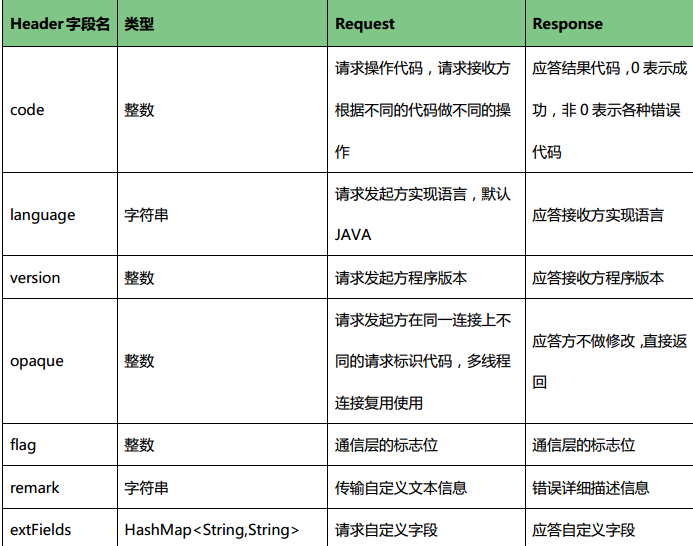 Header 字段名 类型 Request Response
code 整数 请求操作代码，请求接收方 应答结果代码，0 表示成
根据不同的代码做不同的操 功，非 0 表示各种错误
作 代码
language 字符串 请求发起方实现语言，默认 应答接收方实现语言
JAVA
version 整数 请求发起方程序版本 应答接收方程序版本
opaque 整数 请求发起方在同一连接上不 应答方不做修改，直接返
同的请求标识代码，多线程 回
连接复用使用
flag 整数 通信层的标志位 通信层的标志位
remark 字符串 传输自定义文本信息 错误详细描述信息
extFields HashMap<String,String> 请求自定义字段 应答自定义字段